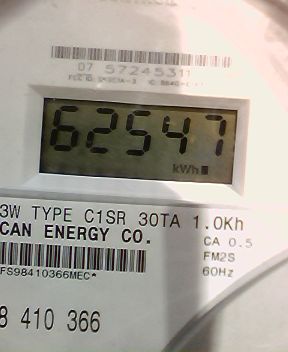 07 57245311
62547
kWh
3W TYPE C1SR 30TA 1.0Kh
CAN ENERGY CO.
CA 0.5
FM2S
FS98410366MEC*
60Hz
8 410 366